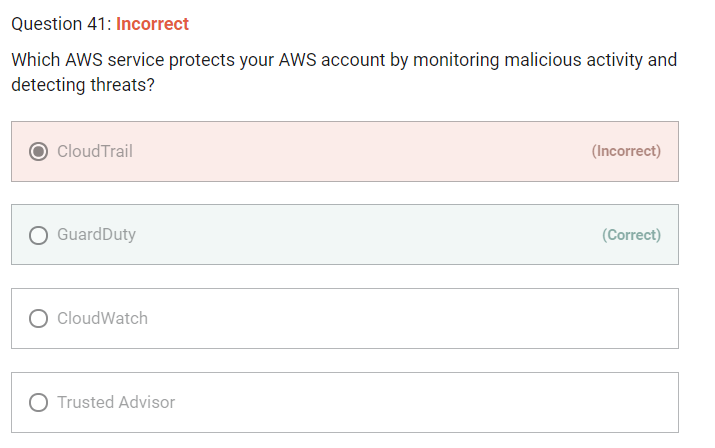 Question 41: Incorrect
Which AWS service protects your AWS account by monitoring malicious activity and
detecting threats?
CloudTrail (Incorrect)
GuardDuty (Correct)
CloudWatch
Trusted Advisor